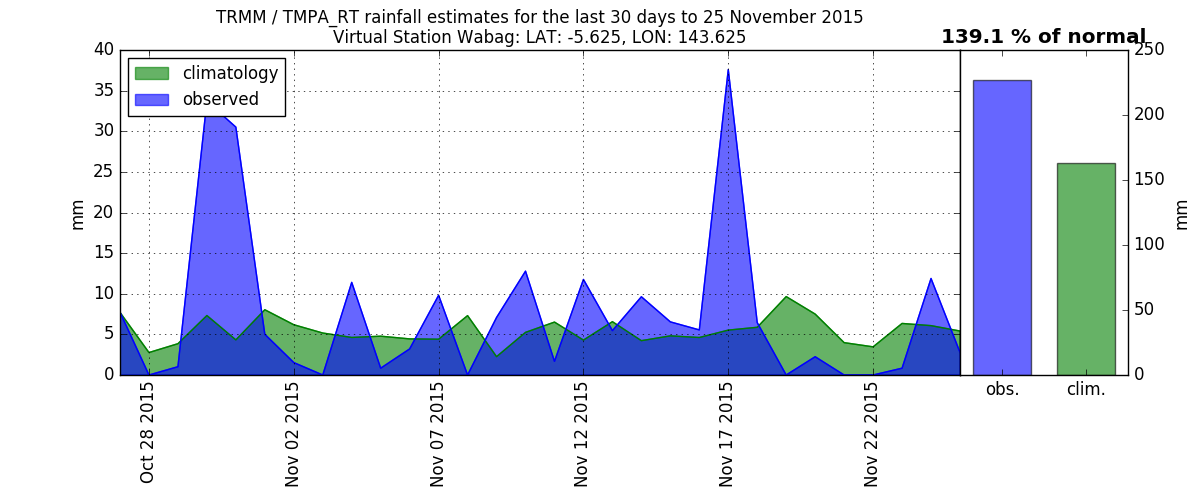 TRMM / TMPA_RT rainfall estimates for the last 30 days to 25 November 2015
Virtual Station Wabag: LAT: -5.625, LON: 143.625
139.1 % of normal
climatology
observed
40
35
30
25
20
15
10
5
0
mm
Oct 28 2015
Nov 02 2015
Nov 07 2015
Nov 12 2015
Nov 17 2015
Nov 22 2015
250
200
150
100
50
0
mm
obs.
clim.